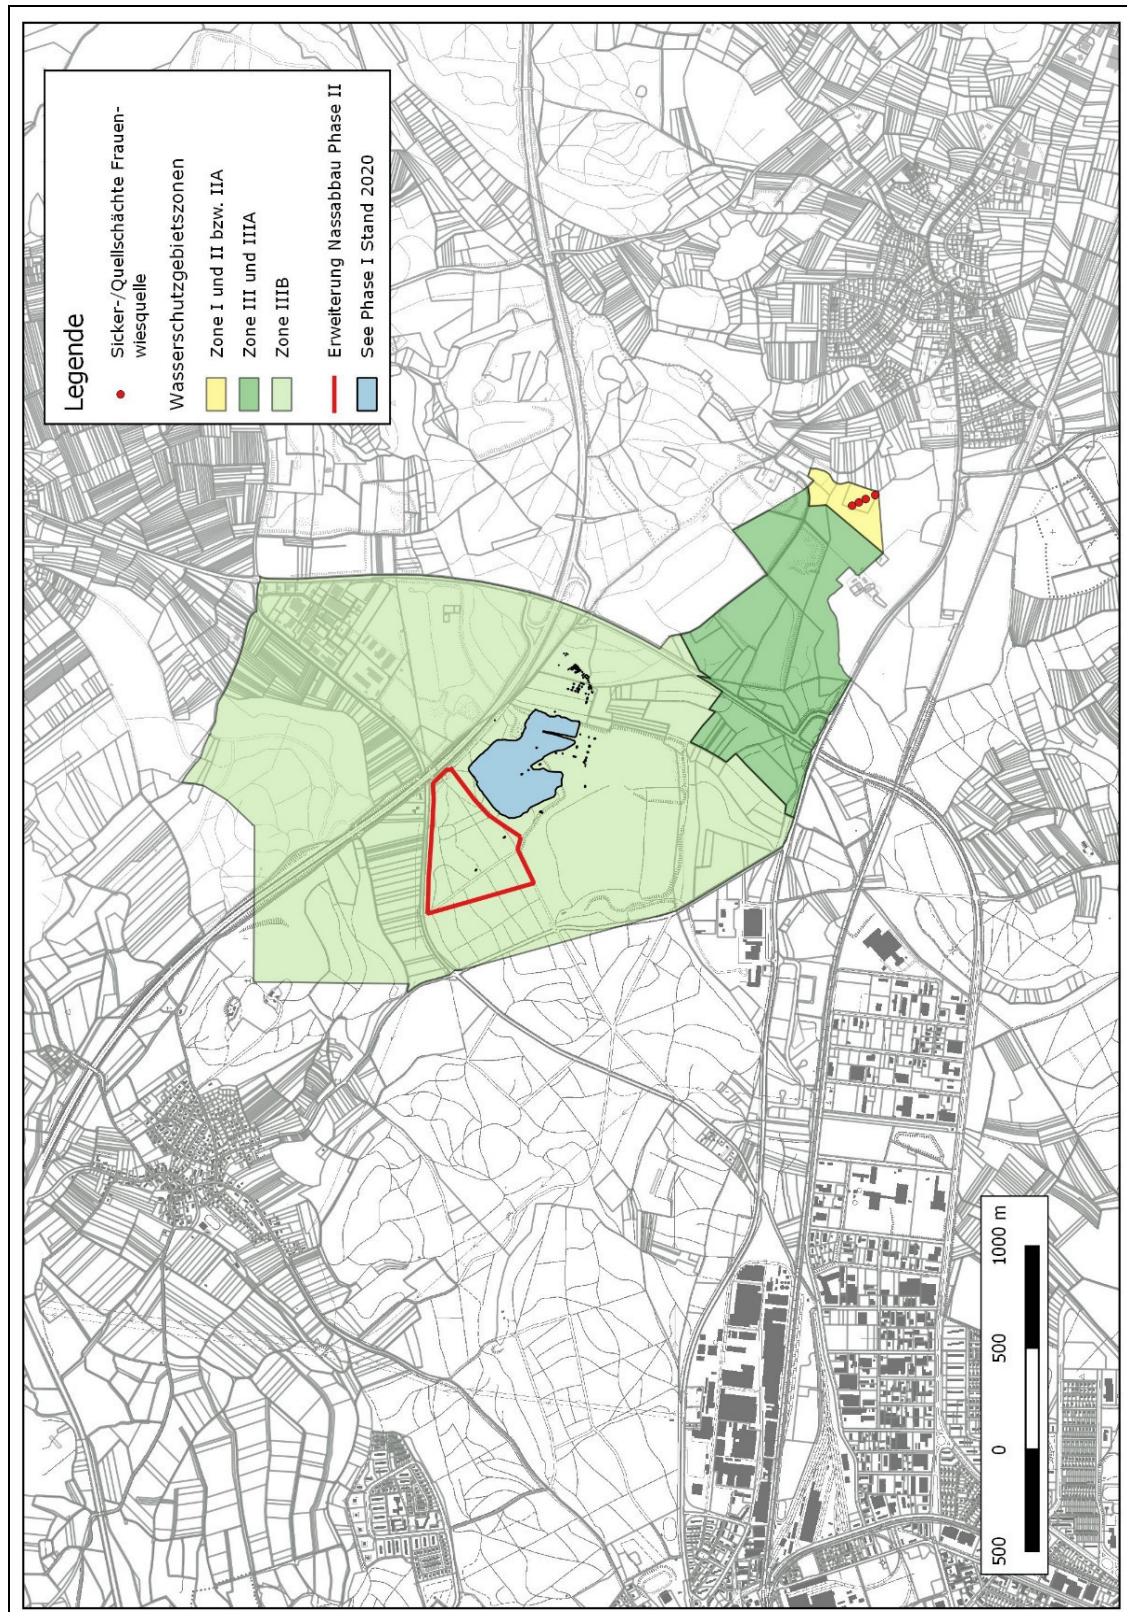 Legende
Sicker-/Quellschächte Frauen-
wiesquelle
Wasserschutzgebietszonen
Zone I und II bzw. IIA
Zone III und IIIA
Zone IIIB
Erweiterung Nassabbau Phase II
See Phase I Stand 2020
500 0 500 1000 m